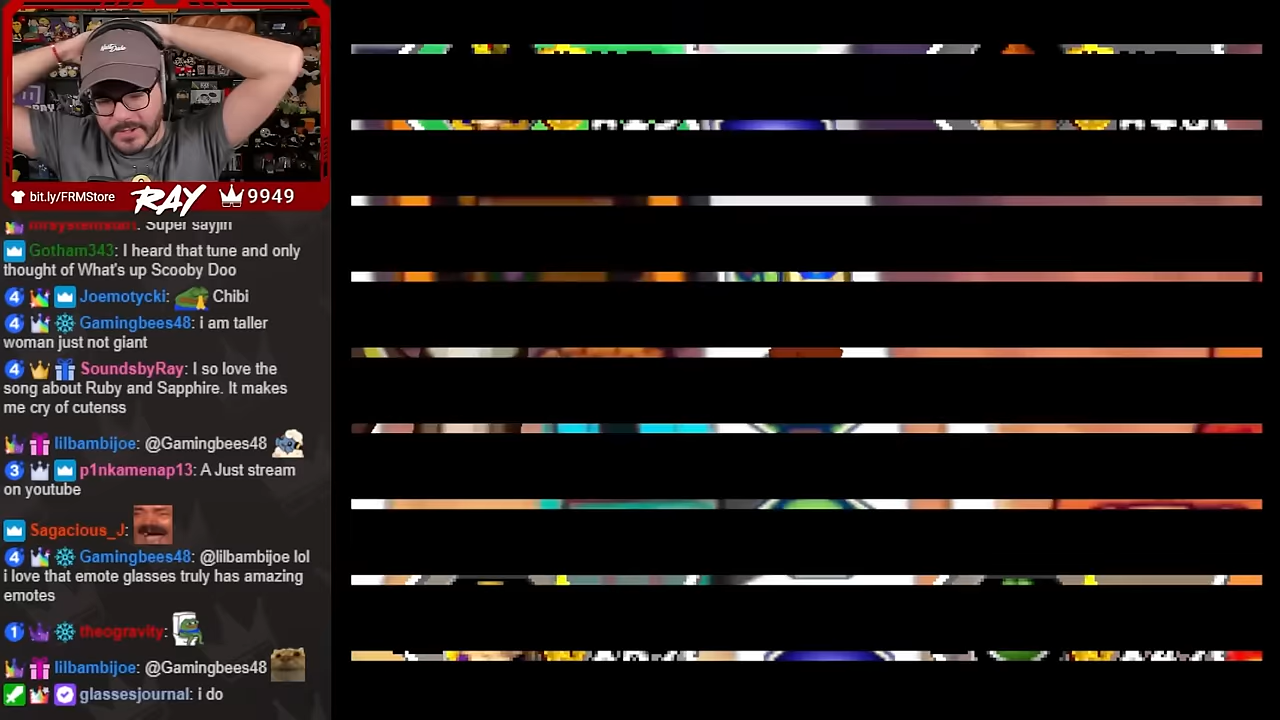 bit.ly/FRMStore RAY 9949
mrsystemstart: Super sayjin
Gotham343: I heard that tune and only
thought of What's up Scooby Doo
4 Joemotycki: Chibi
4 Gamingbees48: i am taller
woman just not giant
4 SoundsbyRay: I so love the
song about Ruby and Sapphire. It makes
me cry of cutenss
lilbambijoe: @Gamingbees48
3 p1nkamenap13: A Just stream
on youtube
Sagacious_J:
4 Gamingbees48: @lilbambijoe lol
i love that emote glasses truly has amazing
emotes
1 theogravity:
lilbambijoe: @Gamingbees48
glassesjournal: i do